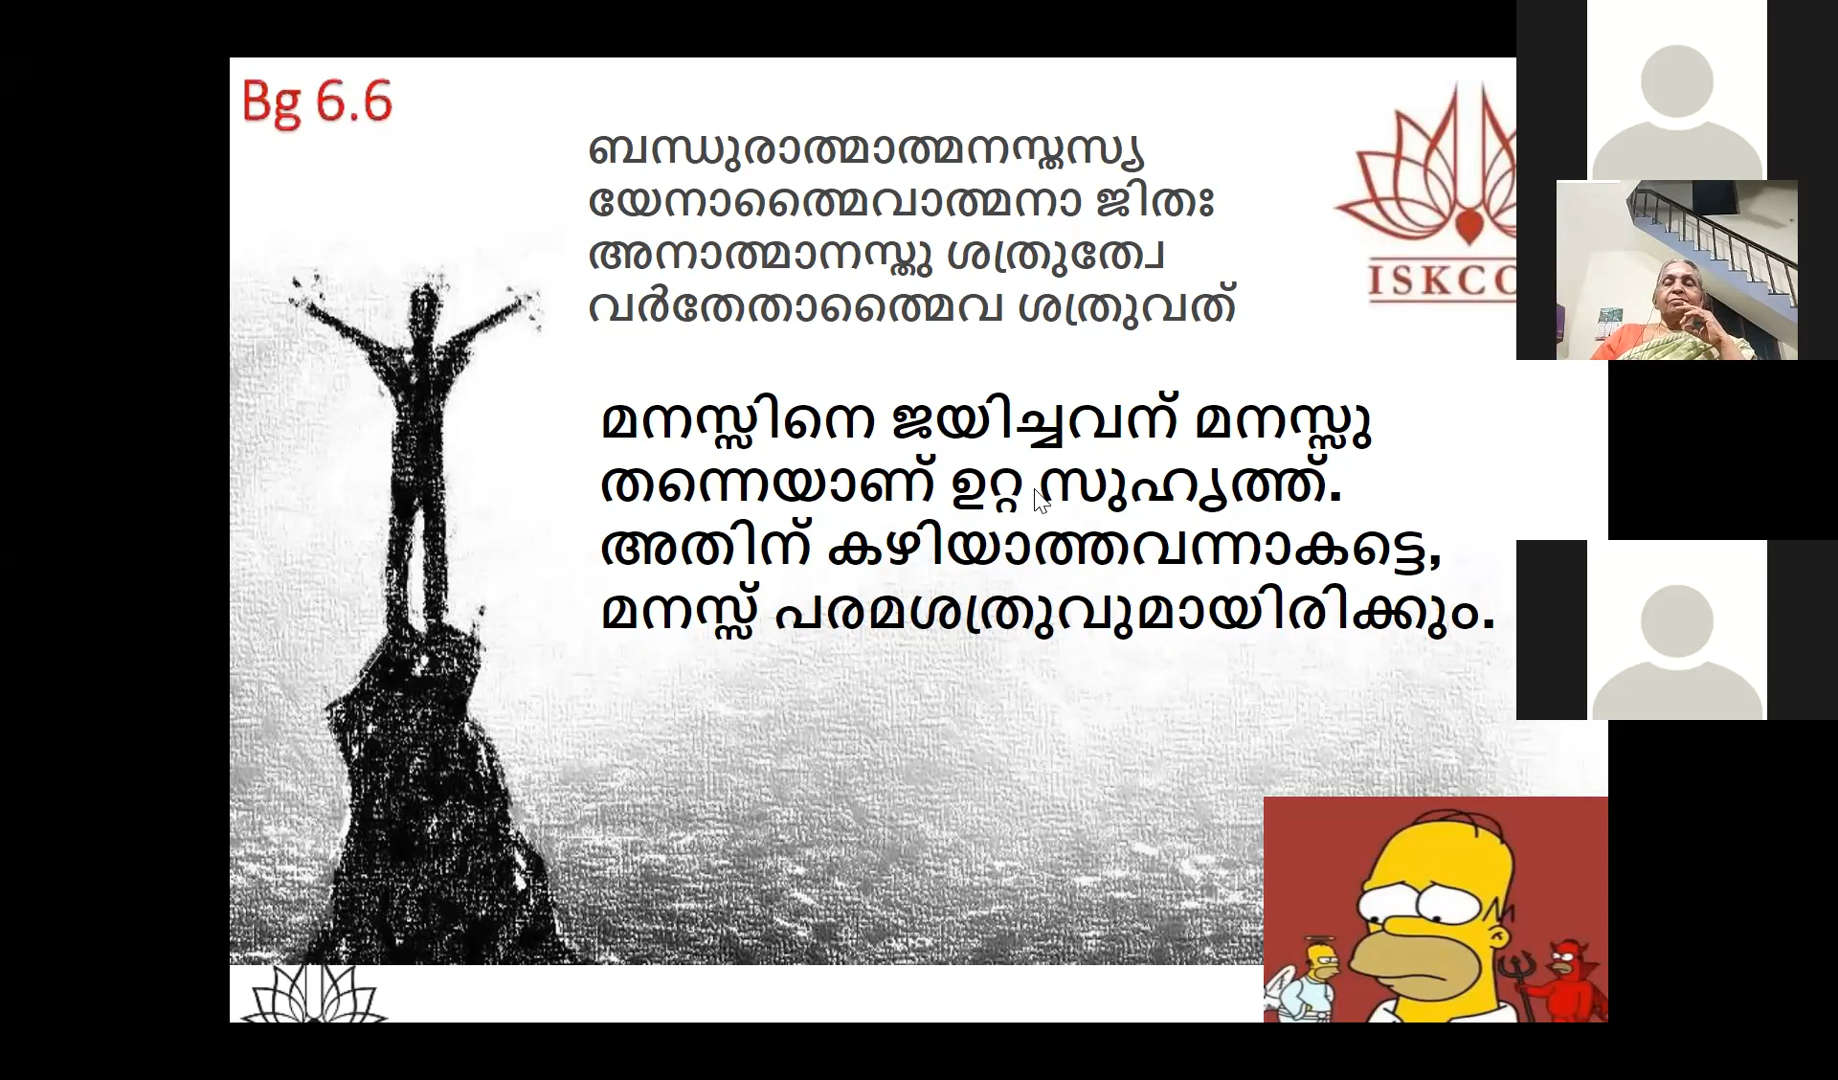 Bg 6.6
ബന്ധുരാത്മാത്മനസ്തസ്യ
യേനാത്മൈവാത്മനാ ജിതഃ
അനാത്മാനസ്തു ശത്രുത്വേ
വർതേതാത്മൈവ ശത്രുവത്
ISKCO
മനസ്സിനെ ജയിച്ചവന് മനസ്സു
തന്നെയാണ് ഉറ്റ സുഹൃത്ത്.
അതിന് കഴിയാത്തവന്നാകട്ടെ,
മനസ്സ് പരമശത്രുവുമായിരിക്കും.